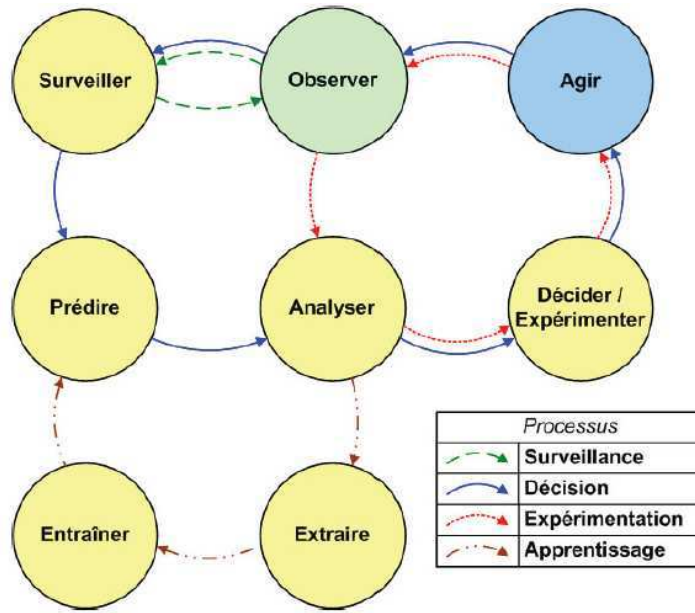 Surveiller
Observer
Agir
Prédire
Analyser
Décider /
Expérimenter
Entraîner
Extraire
Processus
Surveillance
Décision
Expérimentation
Apprentissage